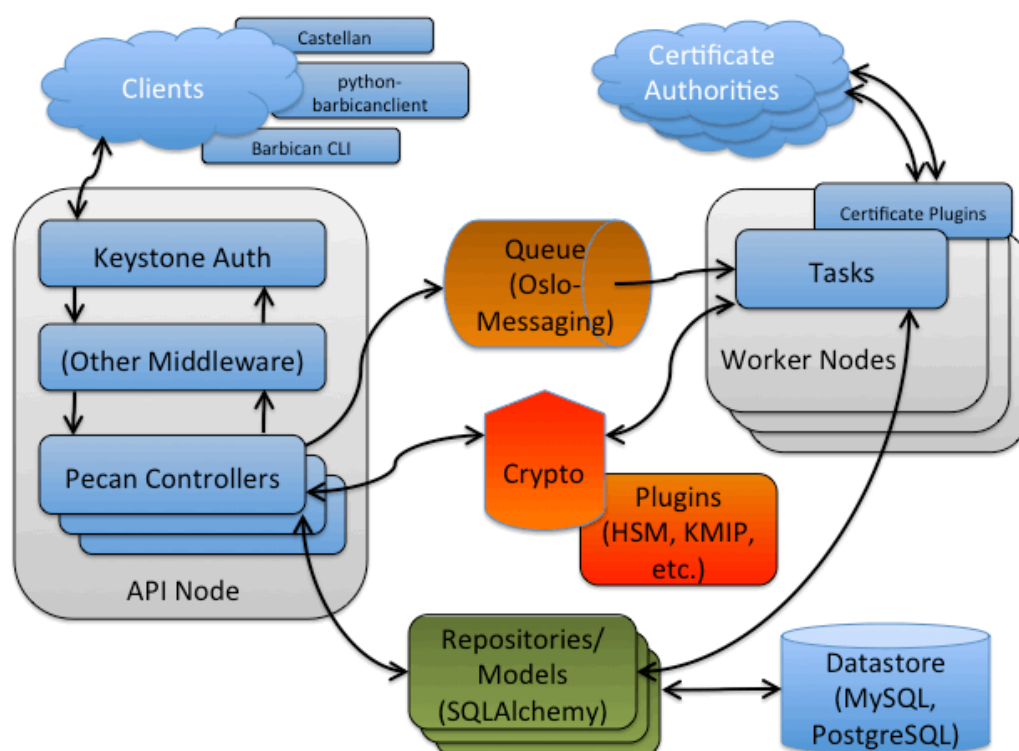 Castellan
Clients
python-
barbicanclient
Barbican CLI
Certificate
Authorities
Certificate Plugins
Keystone Auth
Queue
(Oslo-
Messaging)
Tasks
(Other Middleware)
Worker Nodes
Pecan Controllers
Crypto
Plugins
(HSM, KMIP,
etc.)
API Node
Repositories/
Models
(SQLAlchemy)
Datastore
(MySQL,
PostgreSQL)